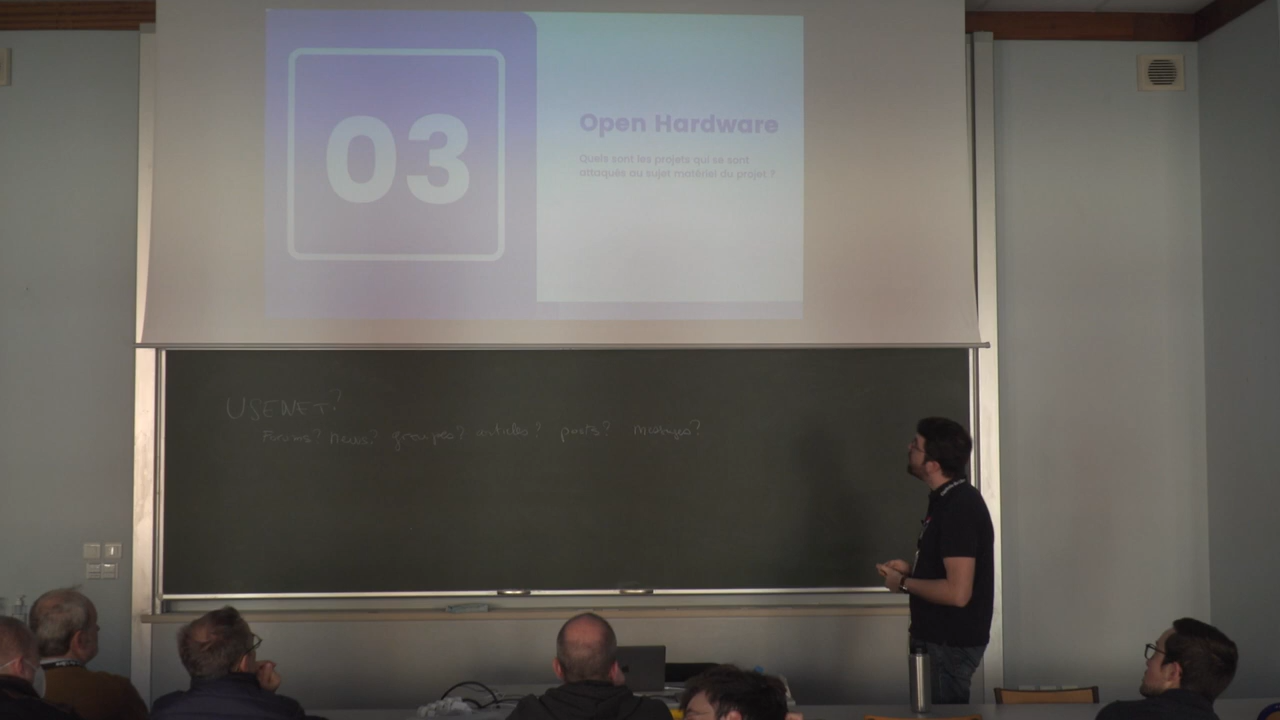 03
Open Hardware
Quels sont les projets qui se sont
attaqués au sujet matériel du projet ?
USENET?
Forums? news? groupes? articles? posts? messages?